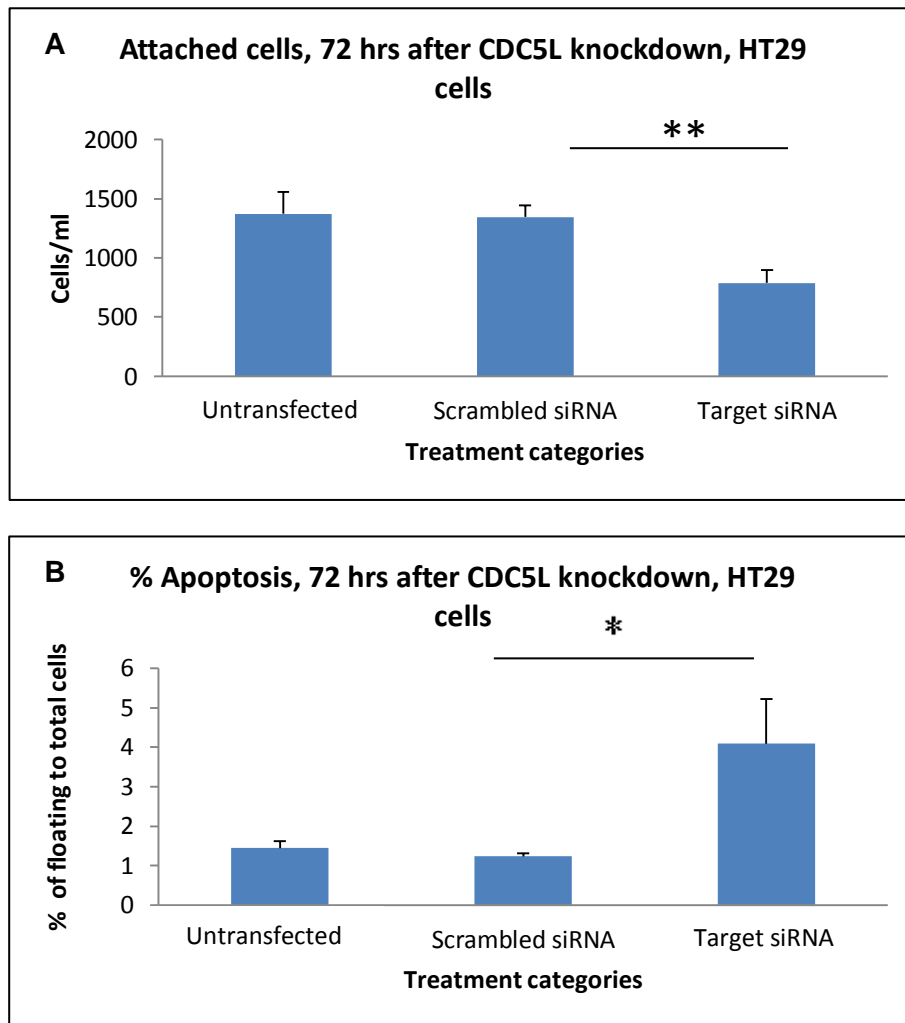 A
Attached cells, 72 hrs after CDC5L knockdown, HT29
cells
**
2000
1500
1000
500
0
Cells/ml
Untransfected
Scrambled siRNA
Target siRNA
Treatment categories
B
% Apoptosis, 72 hrs after CDC5L knockdown, HT29
cells
*
6
5
4
3
2
1
0
% of floating to total cells
Untransfected
Scrambled siRNA
Target siRNA
Treatment categories